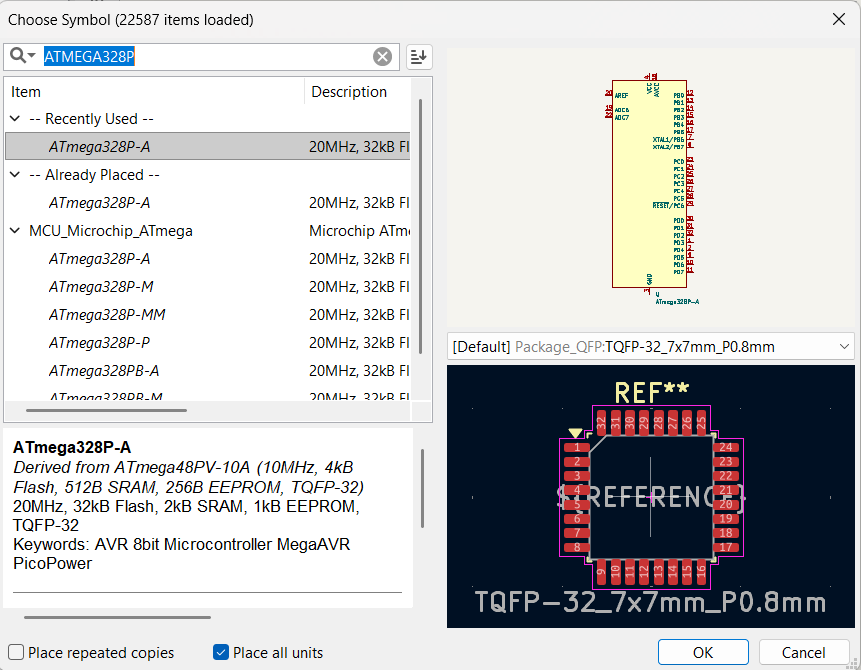 Choose Symbol (22587 items loaded)
ATMEGA328P
Item Description
-- Recently Used --
ATmega328P-A 20MHz, 32kB Fl
-- Already Placed --
ATmega328P-A 20MHz, 32kB Fl
MCU_Microchip_ATmega Microchip ATme
ATmega328P-A 20MHz, 32kB Fl
ATmega328P-M 20MHz, 32kB Fl
ATmega328P-MM 20MHz, 32kB Fl
ATmega328P-P 20MHz, 32kB Fl
ATmega328PB-A 20MHz, 32kB Fl
ATmega328PB-M 20MHz, 32kB Fl
ATmega328P-A
Derived from ATmega48PV-10A (10MHz, 4kB
Flash, 512B SRAM, 256B EEPROM, TQFP-32)
20MHz, 32kB Flash, 2kB SRAM, 1kB EEPROM,
TQFP-32
Keywords: AVR 8bit Microcontroller MegaAVR
PicoPower
Place repeated copies
Place all units
VCC
AVCC
AREF
ADC6
ADC7
PB0
PB1
PB2
PB3
PB4
PB5
XTAL1/PB6
XTAL2/PB7
PC0
PC1
PC2
PC3
PC4
PC5
RESET/PC6
PD0
PD1
PD2
PD3
PD4
PD5
PD6
PD7
GND
U
ATmega328P-A
[Default] Package_QFP:TQFP-32_7x7mm_P0.8mm
REF**
32 31 30 29 28 27 26 25
1 24
2 23
3 22
4 21
${REFERENCE}
5 20
6 19
7 18
8 17
9 10 11 12 13 14 15 16
TQFP-32_7x7mm_P0.8mm
OK
Cancel